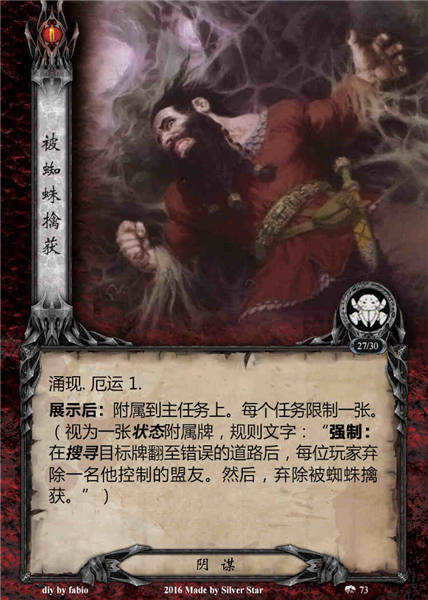 被蜘蛛擒获
27/30
涌现. 厄运 1.
展示后：附属到主任务上。每个任务限制一张。
（视为一张状态附属牌，规则文字：“强制：
在搜寻目标牌翻至错误的道路后，每位玩家弃
除一名他控制的盟友。然后，弃除被蜘蛛擒
获。”）
阴谋
diy by fabio
2016 Made by Silver Star
73